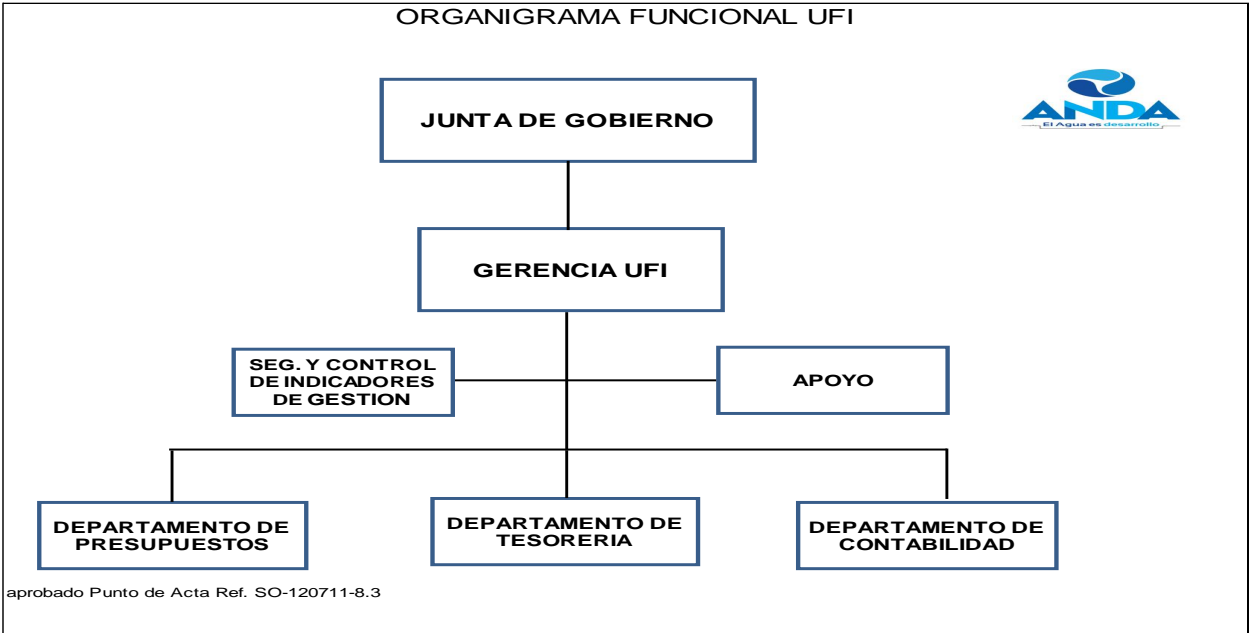 ORGANIGRAMA FUNCIONAL UFI
JUNTA DE GOBIERNO
ANDA
El Agua es desarrollo
GERENCIA UFI
SEG. Y CONTROL
DE INDICADORES
DE GESTION
APOYO
DEPARTAMENTO DE
PRESUPUESTOS
DEPARTAMENTO DE
TESORERIA
DEPARTAMENTO DE
CONTABILIDAD
aprobado Punto de Acta Ref. SO-120711-8.3